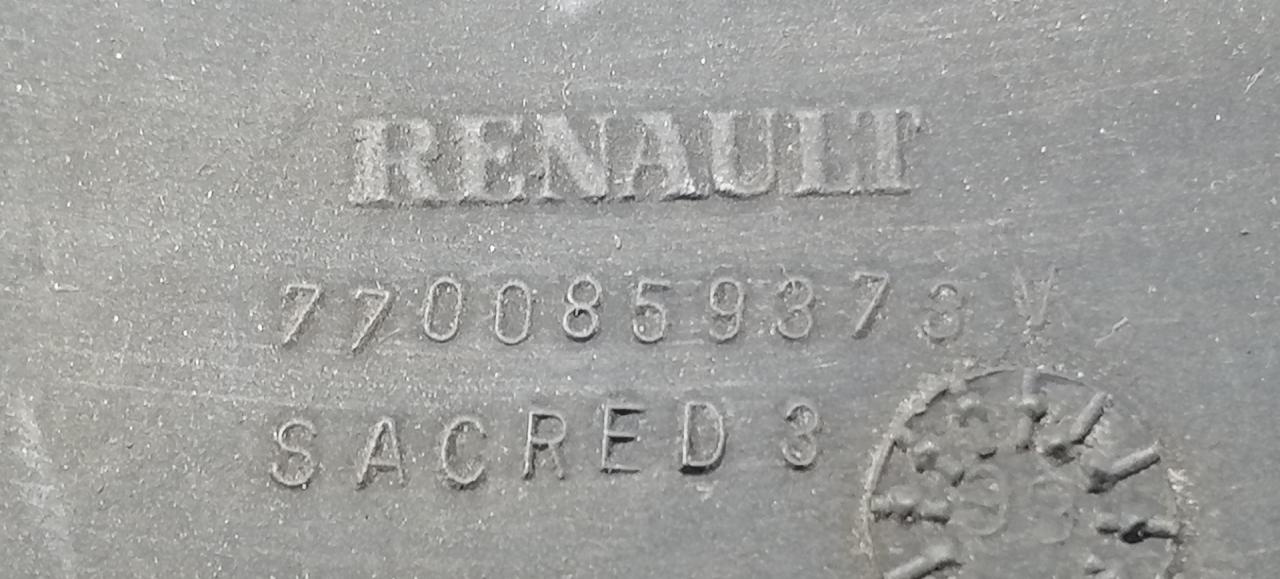 RENAULT
7700859373 V
SACRED 3